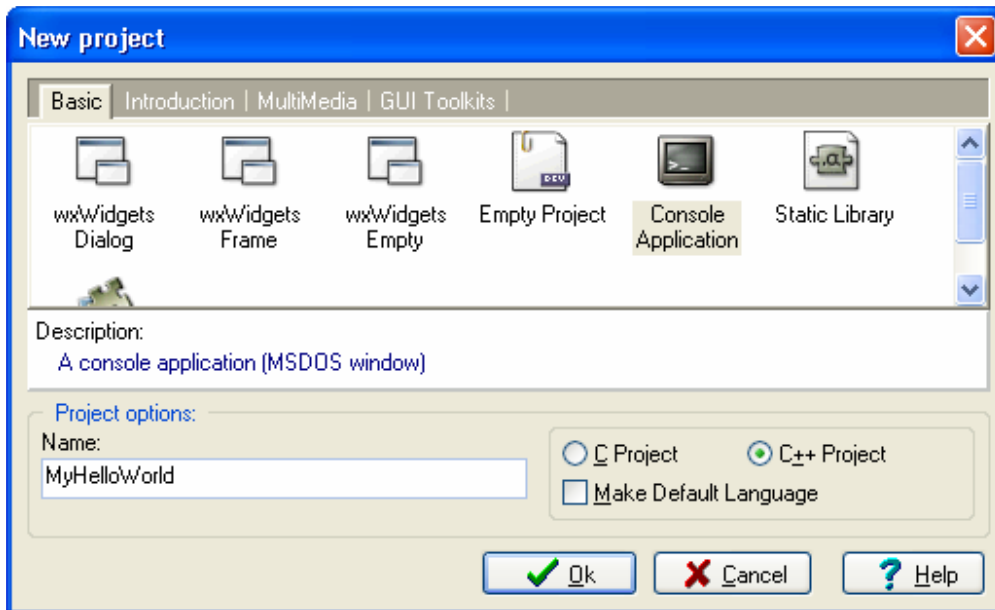 New project
Basic | Introduction | MultiMedia | GUI Toolkits |
wxWidgets Dialog
wxWidgets Frame
wxWidgets Empty
Empty Project
DEV
Console Application
>_
.a
Static Library
Description:
A console application (MSDOS window)
Project options:
Name:
MyHelloWorld
C Project
C++ Project
Make Default Language
Ok
Cancel
? Help